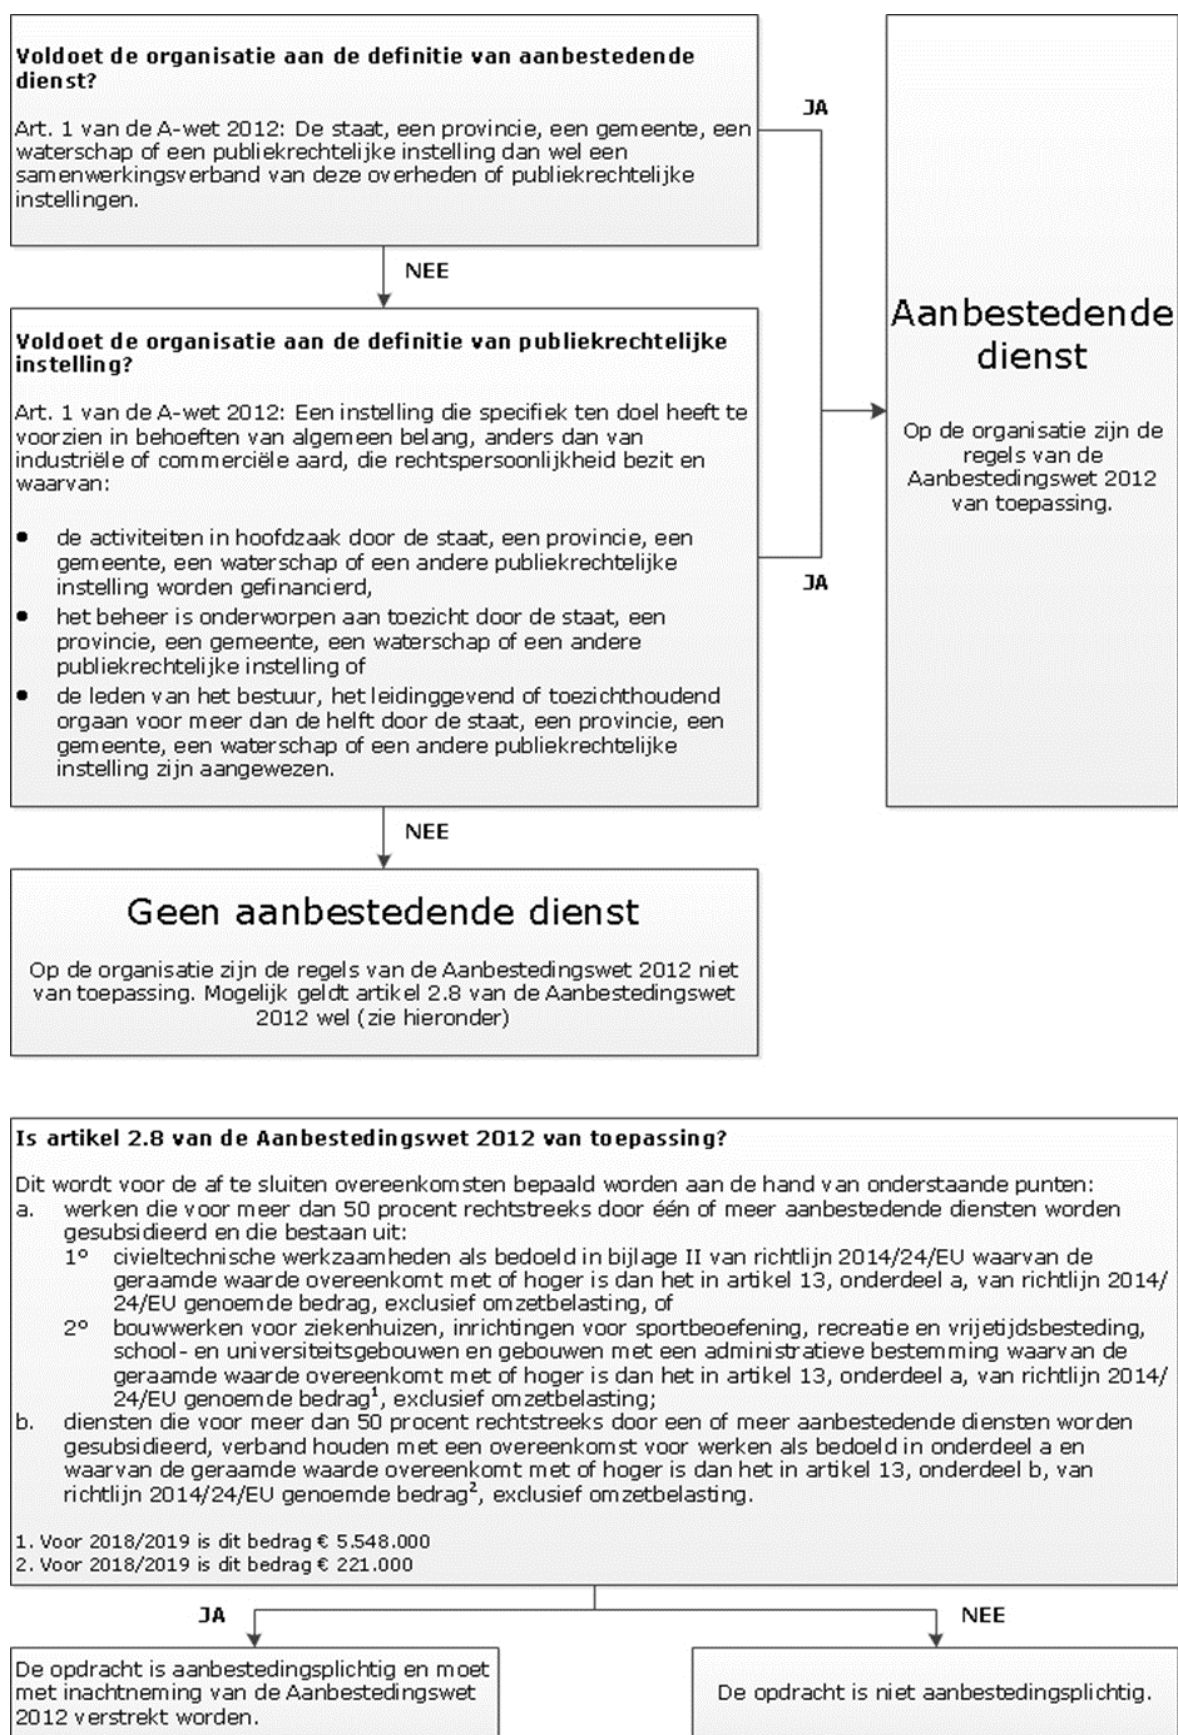 Voldoet de organisatie aan de definitie van aanbestedende
dienst?
Art. 1 van de A-wet 2012: De staat, een provincie, een gemeente, een
waterschap of een publiekrechtelijke instelling dan wel een
samenwerkingsverband van deze overheden of publiekrechtelijke
instellingen.
JA
NEE
Voldoet de organisatie aan de definitie van publiekrechtelijke
instelling?
Art. 1 van de A-wet 2012: Een instelling die specifiek ten doel heeft te
voorzien in behoeften van algemeen belang, anders dan van
industriële of commerciële aard, die rechtspersoonlijkheid bezit en
waarvan:
● de activiteiten in hoofdzaak door de staat, een provincie, een
gemeente, een waterschap of een andere publiekrechtelijke
instelling worden gefinancierd,
● het beheer is onderworpen aan toezicht door de staat, een
provincie, een gemeente, een waterschap of een andere
publiekrechtelijke instelling of
● de leden van het bestuur, het leidinggevend of toezichthoudend
orgaan voor meer dan de helft door de staat, een provincie, een
gemeente, een waterschap of een andere publiekrechtelijke
instelling zijn aangewezen.
JA
Aanbestedende
dienst
Op de organisatie zijn de
regels van de
Aanbestedingswet 2012
van toepassing.
NEE
Geen aanbestedende dienst
Op de organisatie zijn de regels van de Aanbestedingswet 2012 niet
van toepassing. Mogelijk geldt artikel 2.8 van de Aanbestedingswet
2012 wel (zie hieronder)
Is artikel 2.8 van de Aanbestedingswet 2012 van toepassing?
Dit wordt voor de af te sluiten overeenkomsten bepaald worden aan de hand van onderstaande punten:
a. werken die voor meer dan 50 procent rechtstreeks door één of meer aanbestedende diensten worden
gesubsidieerd en die bestaan uit:
1° civieltechnische werkzaamheden als bedoeld in bijlage II van richtlijn 2014/24/EU waarvan de
geraamde waarde overeenkomt met of hoger is dan het in artikel 13, onderdeel a, van richtlijn 2014/
24/EU genoemde bedrag, exclusief omzetbelasting, of
2° bouwwerken voor ziekenhuizen, inrichtingen voor sportbeoefening, recreatie en vrijetijdsbesteding,
school- en universiteitsgebouwen en gebouwen met een administratieve bestemming waarvan de
geraamde waarde overeenkomt met of hoger is dan het in artikel 13, onderdeel a, van richtlijn 2014/
24/EU genoemde bedrag¹, exclusief omzetbelasting;
b. diensten die voor meer dan 50 procent rechtstreeks door een of meer aanbestedende diensten worden
gesubsidieerd, verband houden met een overeenkomst voor werken als bedoeld in onderdeel a en
waarvan de geraamde waarde overeenkomt met of hoger is dan het in artikel 13, onderdeel b, van
richtlijn 2014/24/EU genoemde bedrag², exclusief omzetbelasting.
1. Voor 2018/2019 is dit bedrag € 5.548.000
2. Voor 2018/2019 is dit bedrag € 221.000
JA
NEE
De opdracht is aanbestedingsplichtig en moet
met inachtneming van de Aanbestedingswet
2012 verstrekt worden.
De opdracht is niet aanbestedingsplichtig.